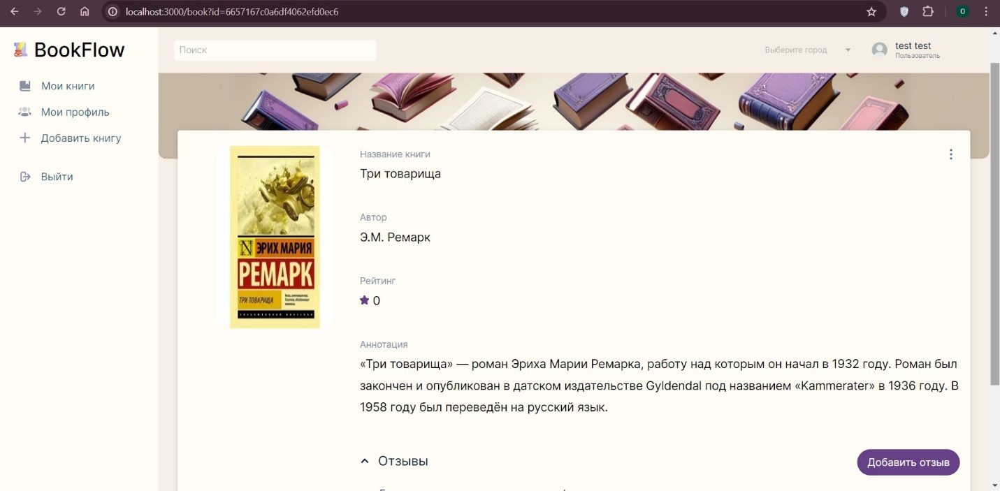 localhost:3000/book?id=6657167c0a6df4062efd0ec6
O
BookFlow
Поиск
Выберите город
test test
Пользователь
Мои книги
Мои профиль
Добавить книгу
Выйти
ЭРИХ МАРИЯ
РЕМАРК
ТРИ ТОВАРИЩА
Название книги
Три товарища
Автор
Э.М. Ремарк
Рейтинг
0
Аннотация
«Три товарища» — роман Эриха Марии Ремарка, работу над которым он начал в 1932 году. Роман был
закончен и опубликован в датском издательстве Gyldendal под названием «Kammerater» в 1936 году. В
1958 году был переведён на русский язык.
Отзывы
Добавить отзыв